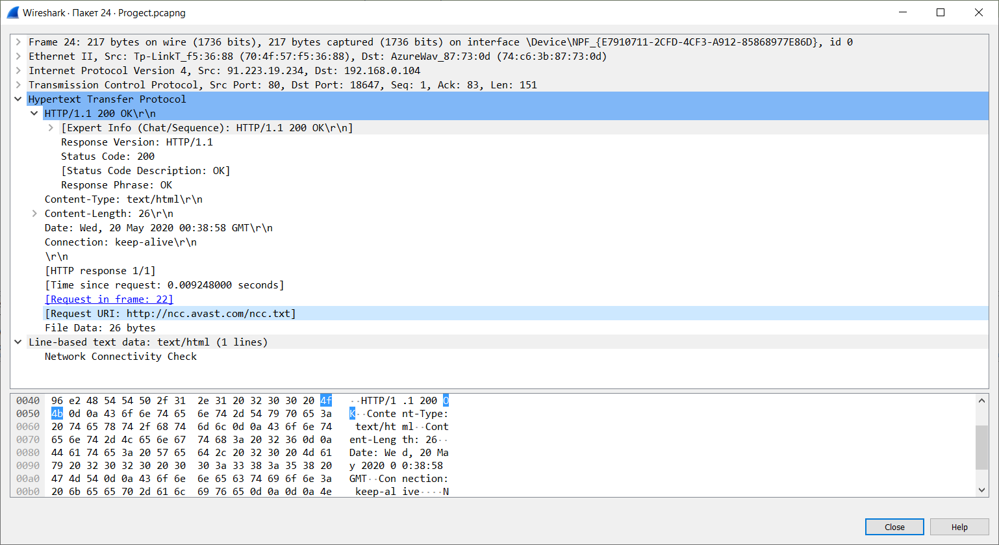 Wireshark · Пакет 24 · Progect.pcapng
Frame 24: 217 bytes on wire (1736 bits), 217 bytes captured (1736 bits) on interface \Device\NPF_{E7910711-2CFD-4CF3-A912-85868977E86D}, id 0
Ethernet II, Src: Tp-LinkT_f5:36:88 (70:4f:57:f5:36:88), Dst: AzureWav_87:73:0d (74:c6:3b:87:73:0d)
Internet Protocol Version 4, Src: 91.223.19.234, Dst: 192.168.0.104
Transmission Control Protocol, Src Port: 80, Dst Port: 18647, Seq: 1, Ack: 83, Len: 151
Hypertext Transfer Protocol
HTTP/1.1 200 OK\r\n
[Expert Info (Chat/Sequence): HTTP/1.1 200 OK\r\n]
Response Version: HTTP/1.1
Status Code: 200
[Status Code Description: OK]
Response Phrase: OK
Content-Type: text/html\r\n
Content-Length: 26\r\n
Date: Wed, 20 May 2020 00:38:58 GMT\r\n
Connection: keep-alive\r\n
\r\n
[HTTP response 1/1]
[Time since request: 0.009248000 seconds]
[Request in frame: 22]
[Request URI: http://ncc.avast.com/ncc.txt]
File Data: 26 bytes
Line-based text data: text/html (1 lines)
Network Connectivity Check
0040 96 e2 48 54 54 50 2f 31 2e 31 20 32 30 30 20 4f ··HTTP/1 .1 200 O
0050 4b 0d 0a 43 6f 6e 74 65 6e 74 2d 54 79 70 65 3a K··Conte nt-Type:
0060 20 74 65 78 74 2f 68 74 6d 6c 0d 0a 43 6f 6e 74 text/ht ml··Cont
0070 65 6e 74 2d 4c 65 6e 67 74 68 3a 20 32 36 0d 0a ent-Leng th: 26··
0080 44 61 74 65 3a 20 57 65 64 2c 20 32 30 20 4d 61 Date: We d, 20 Ma
0090 79 20 32 30 32 30 20 30 30 3a 33 38 3a 35 38 20 y 2020 0 0:38:58
00a0 47 4d 54 0d 0a 43 6f 6e 6e 65 63 74 69 6f 6e 3a GMT··Con nection:
00b0 20 6b 65 65 70 2d 61 6c 69 76 65 0d 0a 0d 0a 4e keep-al ive····N
Close Help